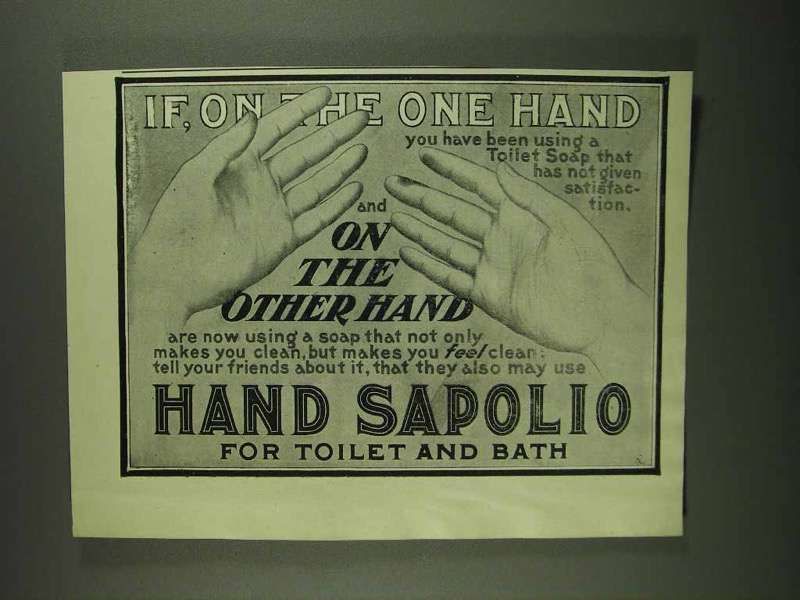 IF, ON THE ONE HAND
you have been using a
Toilet Soap that
has not given
satisfac-
tion.
and
ON
THE
OTHER HAND
are now using a soap that not only
makes you clean, but makes you feel clean:
tell your friends about it, that they also may use
HAND SAPOLIO
FOR TOILET AND BATH